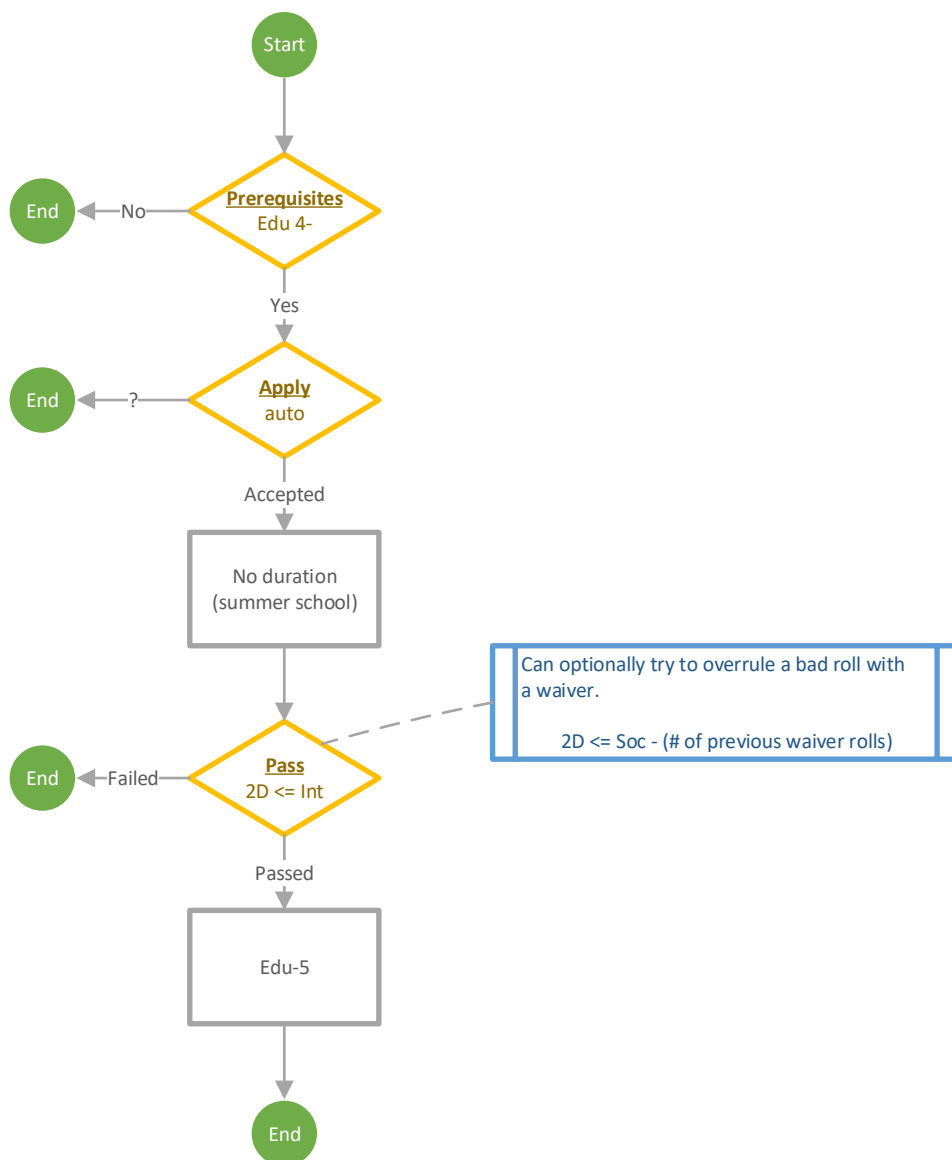 Start
Prerequisites
Edu 4-
No
End
Yes
Apply
auto
?
End
Accepted
No duration
(summer school)
Can optionally try to overrule a bad roll with
a waiver.
2D <= Soc - (# of previous waiver rolls)
Pass
2D <= Int
Failed
End
Passed
Edu-5
End